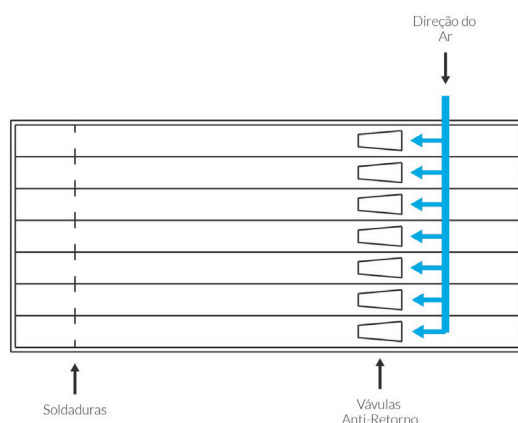 Direção do
Ar
Soldaduras
Vávulas
Anti-Retorno